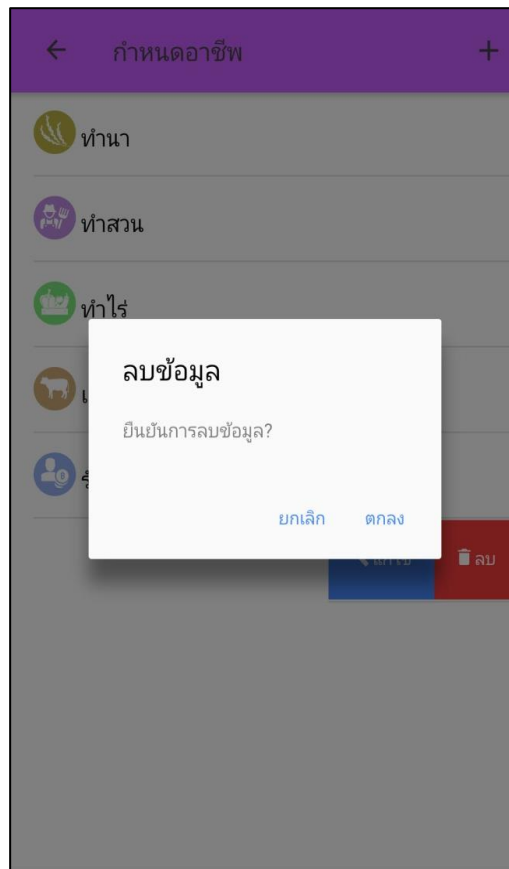 กำหนดอาชีพ
ทำนา
ทำสวน
ทำไร่
ลบข้อมูล
ยืนยันการลบข้อมูล?
ยกเลิก ตกลง
ลบ